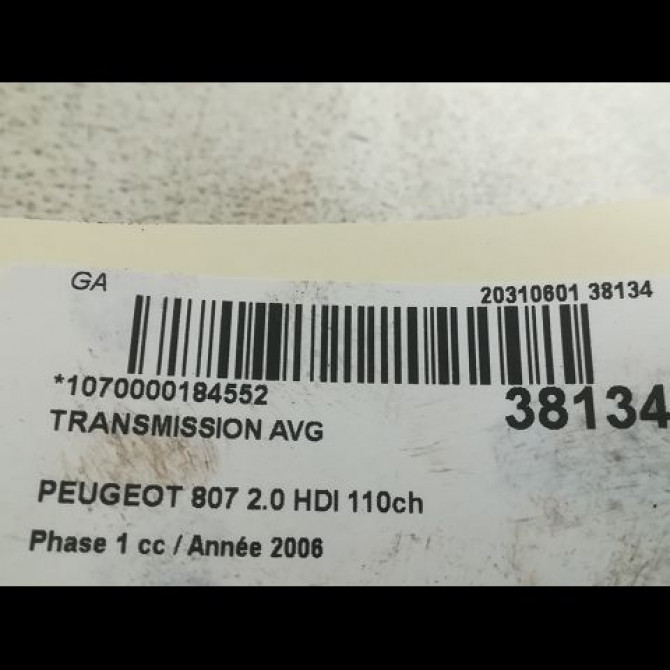 GA
20310601 38134
*1070000184552
38134
TRANSMISSION AVG
PEUGEOT 807 2.0 HDI 110ch
Phase 1 cc / Année 2006